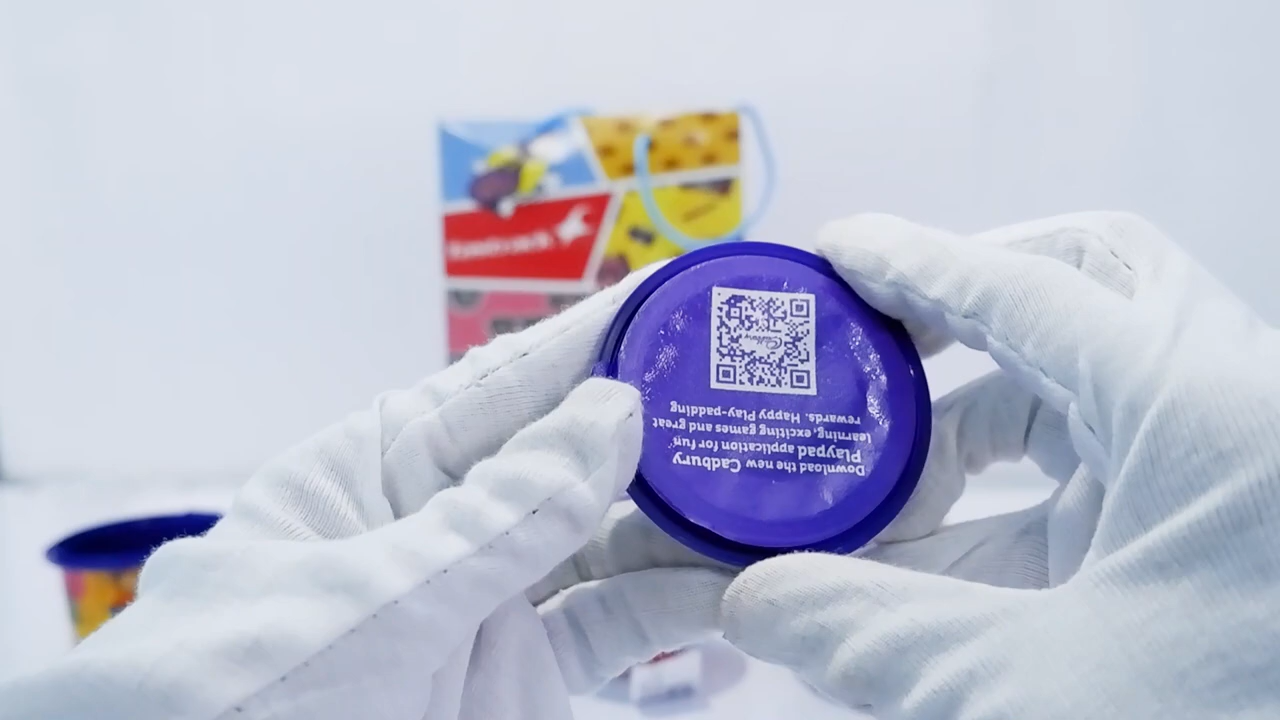 Download the new Cadbury
Playpad application for fun
learning, exciting games and great
rewards. Happy Play-padding
Cadbury